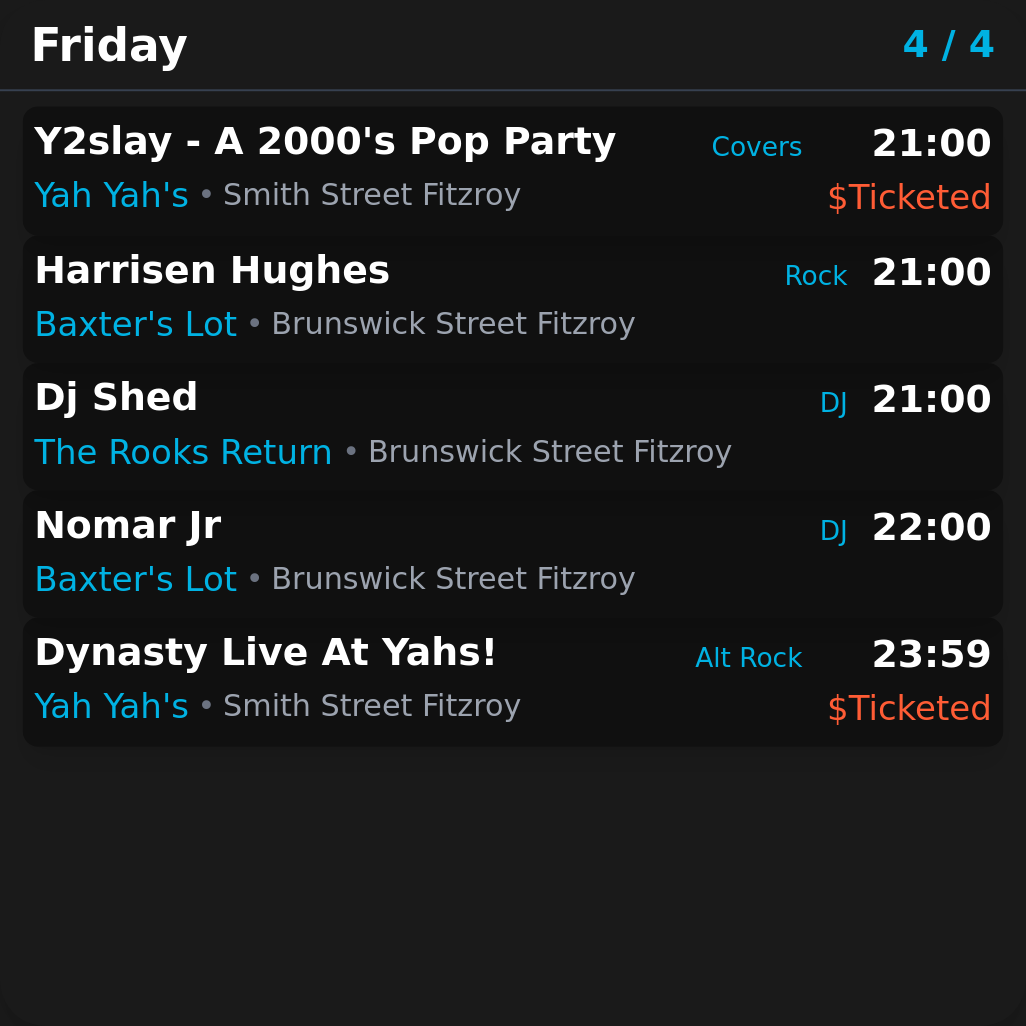 Friday 4 / 4
Y2slay - A 2000's Pop Party Covers 21:00
Yah Yah's • Smith Street Fitzroy $Ticketed
Harrisen Hughes Rock 21:00
Baxter's Lot • Brunswick Street Fitzroy
Dj Shed DJ 21:00
The Rooks Return • Brunswick Street Fitzroy
Nomar Jr DJ 22:00
Baxter's Lot • Brunswick Street Fitzroy
Dynasty Live At Yahs! Alt Rock 23:59
Yah Yah's • Smith Street Fitzroy $Ticketed